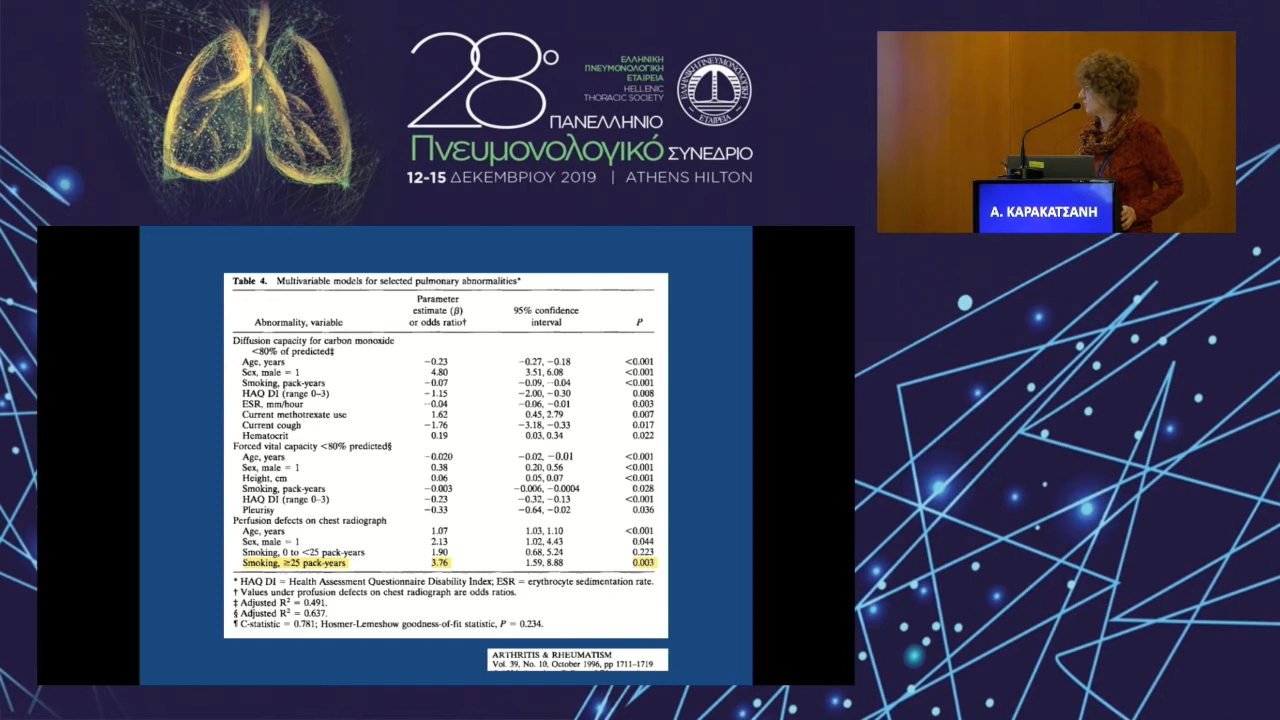 28°
ΕΛΛΗΝΙΚΗ
ΠΝΕΥΜΟΝΟΛΟΓΙΚΗ
ΕΤΑΙΡΕΙΑ
HELLENIC
THORACIC SOCIETY
ΕΛΛΗΝΙΚΗ ΠΝΕΥΜΟΝΟΛΟΓΙΚΗ
ΕΤΑΙΡΕΙΑ
ΠΑΝΕΛΛΗΝΙΟ
Πνευμονολογικό ΣΥΝΕΔΡΙΟ
12-15 ΔΕΚΕΜΒΡΙΟΥ 2019 | ATHENS HILTON
Α. ΚΑΡΑΚΑΤΣΑΝΗ
Table 4. Multivariable models for selected pulmonary abnormalities*
Parameter
estimate (β) 95% confidence
Abnormality, variable or odds ratio† interval P
Diffusion capacity for carbon monoxide
<80% of predicted‡
Age, years −0.23 −0.27, −0.18 <0.001
Sex, male = 1 4.80 3.51, 6.08 <0.001
Smoking, pack-years −0.07 −0.09, −0.04 <0.001
HAQ DI (range 0–3) −1.15 −2.00, −0.30 0.008
ESR, mm/hour −0.04 −0.06, −0.01 0.003
Current methotrexate use 1.62 0.45, 2.79 0.007
Current cough −1.76 −3.18, −0.33 0.017
Hematocrit 0.19 0.03, 0.34 0.022
Forced vital capacity <80% predicted§
Age, years −0.020 −0.02, −0.01 <0.001
Sex, male = 1 0.38 0.20, 0.56 <0.001
Height, cm 0.06 0.05, 0.07 <0.001
Smoking, pack-years −0.003 −0.006, −0.0004 0.028
HAQ DI (range 0–3) −0.23 −0.32, −0.13 <0.001
Pleurisy −0.33 −0.64, −0.02 0.036
Perfusion defects on chest radiograph
Age, years 1.07 1.03, 1.10 <0.001
Sex, male = 1 2.13 1.02, 4.43 0.044
Smoking, 0 to <25 pack-years 1.90 0.68, 5.24 0.223
Smoking, ≥25 pack-years 3.76 1.59, 8.88 0.003
* HAQ DI = Health Assessment Questionnaire Disability Index; ESR = erythrocyte sedimentation rate.
† Values under profusion defects on chest radiograph are odds ratios.
‡ Adjusted R² = 0.491.
§ Adjusted R² = 0.637.
¶ C-statistic = 0.781; Hosmer-Lemeshow goodness-of-fit statistic, P = 0.234.
ARTHRITIS & RHEUMATISM
Vol. 39, No. 10, October 1996, pp 1711–1719